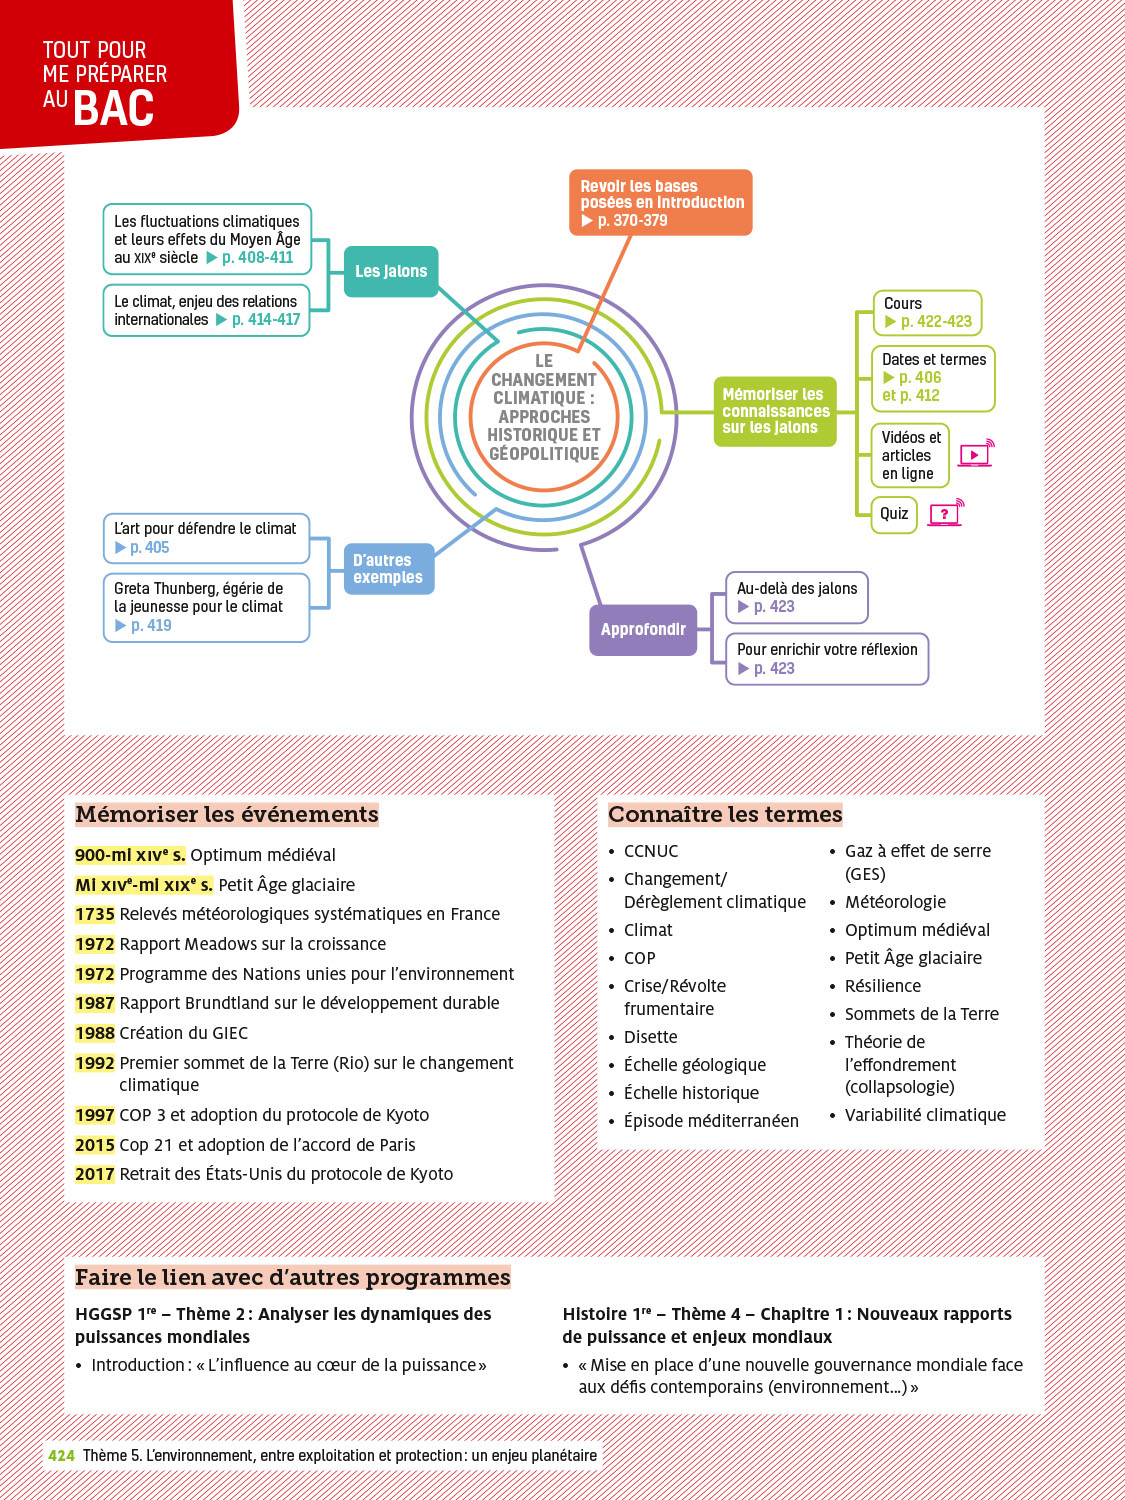 TOUT POUR
ME PRÉPARER
AU BAC
Revoir les bases
posées en introduction
▶ p. 370-379
Les fluctuations climatiques
et leurs effets du Moyen Âge
au XIXe siècle ▶ p. 408-411
Le climat, enjeu des relations
internationales ▶ p. 414-417
Les jalons
LE
CHANGEMENT
CLIMATIQUE :
APPROCHES
HISTORIQUE ET
GÉOPOLITIQUE
Mémoriser les
connaissances
sur les jalons
Cours
▶ p. 422-423
Dates et termes
▶ p. 406
et p. 412
Vidéos et
articles
en ligne
Quiz
?
L'art pour défendre le climat
▶ p. 405
Greta Thunberg, égérie de
la jeunesse pour le climat
▶ p. 419
D'autres
exemples
Approfondir
Au-delà des jalons
▶ p. 423
Pour enrichir votre réflexion
▶ p. 423
Mémoriser les événements
900-mi XIVe s. Optimum médiéval
Mi XIVe-mi XIXe s. Petit Âge glaciaire
1735 Relevés météorologiques systématiques en France
1972 Rapport Meadows sur la croissance
1972 Programme des Nations unies pour l'environnement
1987 Rapport Brundtland sur le développement durable
1988 Création du GIEC
1992 Premier sommet de la Terre (Rio) sur le changement
climatique
1997 COP 3 et adoption du protocole de Kyoto
2015 Cop 21 et adoption de l'accord de Paris
2017 Retrait des États-Unis du protocole de Kyoto
Connaître les termes
• CCNUC
• Changement/
Dérèglement climatique
• Climat
• COP
• Crise/Révolte
frumentaire
• Disette
• Échelle géologique
• Échelle historique
• Épisode méditerranéen
• Gaz à effet de serre
(GES)
• Météorologie
• Optimum médiéval
• Petit Âge glaciaire
• Résilience
• Sommets de la Terre
• Théorie de
l'effondrement
(collapsologie)
• Variabilité climatique
Faire le lien avec d'autres programmes
HGGSP 1re – Thème 2 : Analyser les dynamiques des
puissances mondiales
• Introduction : « L'influence au cœur de la puissance »
Histoire 1re – Thème 4 – Chapitre 1 : Nouveaux rapports
de puissance et enjeux mondiaux
• « Mise en place d'une nouvelle gouvernance mondiale face
aux défis contemporains (environnement…) »
424 Thème 5. L'environnement, entre exploitation et protection : un enjeu planétaire